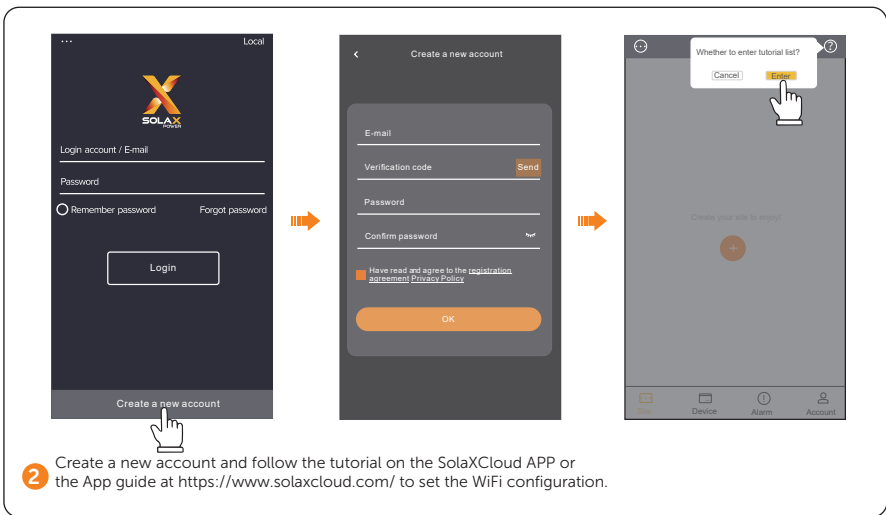 ... Local
SOLAX
POWER
Login account / E-mail
Password
Remember password Forgot password
Login
Create a new account
Create a new account
E-mail
Verification code Send
Password
Confirm password
Have read and agree to the registration
agreement Privacy Policy
OK
Whether to enter tutorial list?
Cancel Enter
?
Create your site to enjoy!
+
Site Device Alarm Account
2 Create a new account and follow the tutorial on the SolaXCloud APP or
the App guide at https://www.solaxcloud.com/ to set the WiFi configuration.